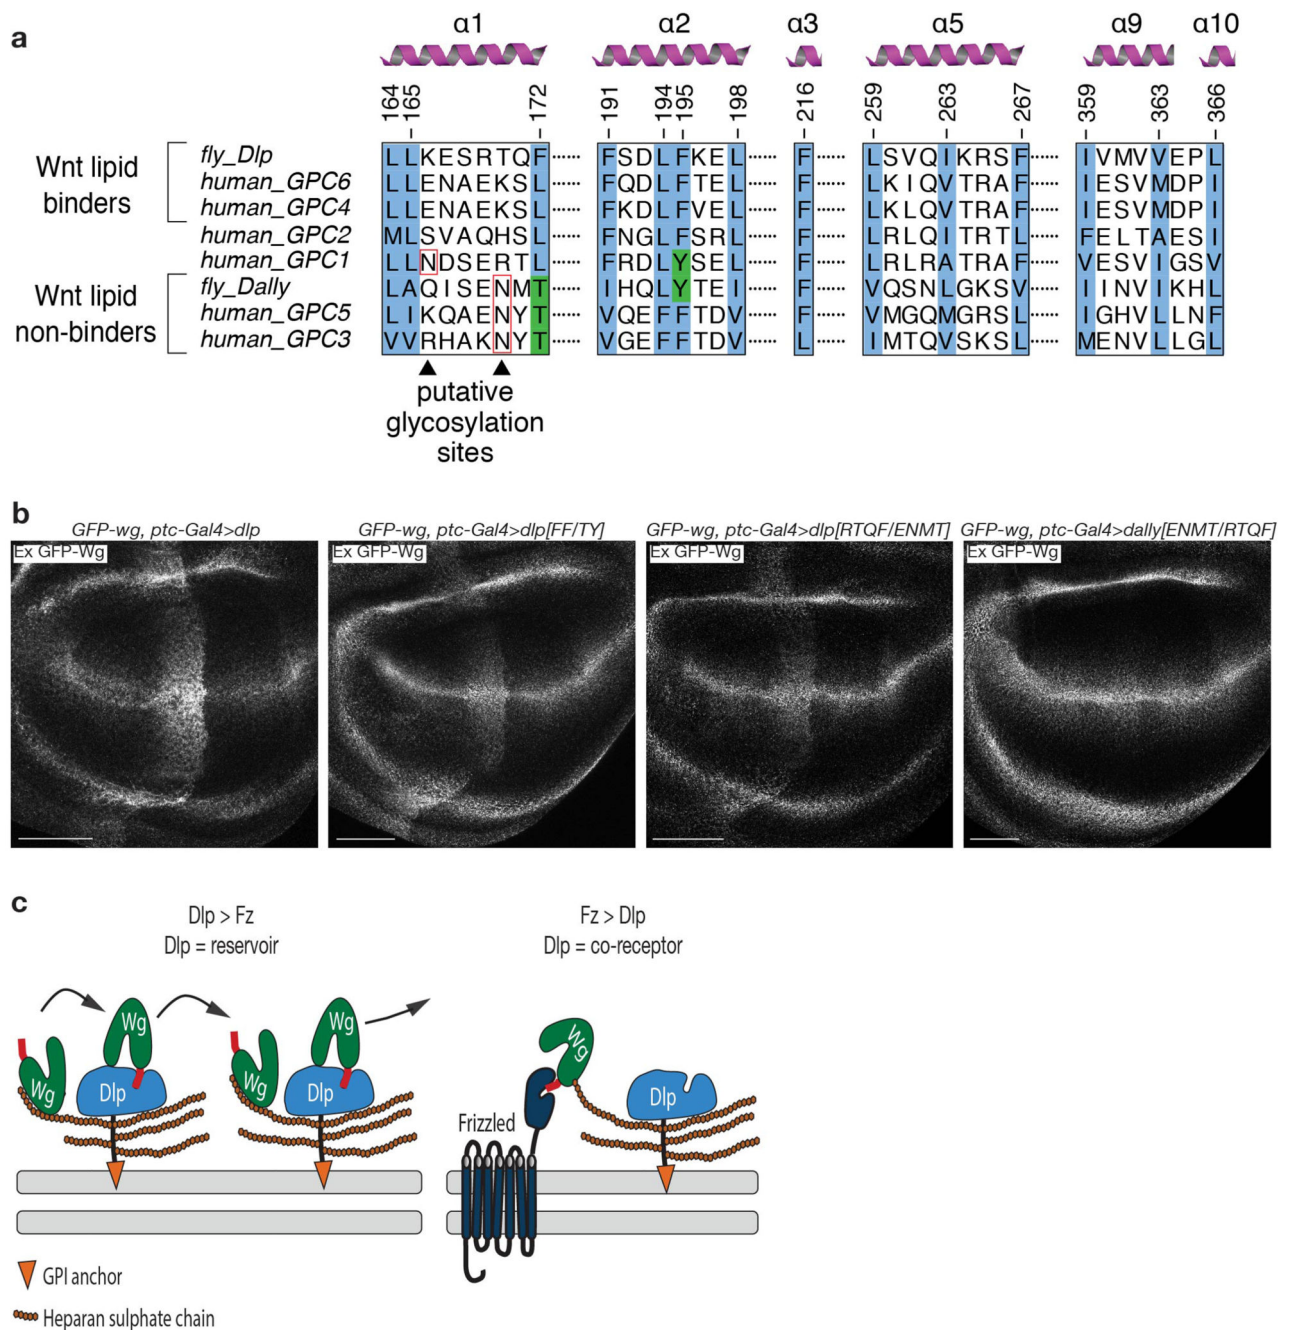 a
α1 α2 α3 α5 α9 α10
164 165 172 191 194 195 198 216 259 263 267 359 363 366
Wnt lipid binders
fly_Dlp LLKESRTQF ...... FSDLFKEL ...... F ...... LSVQIKRSF ...... IVMVVEPL
human_GPC6 LLENAEKSL ...... FQDLFTEL ...... F ...... LKIQVTRAF ...... IESVMDPI
human_GPC4 LLENAEKSL ...... FKDLFVEL ...... F ...... LKLQVTRAF ...... IESVMDPI
human_GPC2 MLSVAQHSL ...... FNGLFSRL ...... F ...... LRLQITRTL ...... FELTAESI
human_GPC1 LLNDSERTL ...... FRDLYSEL ...... F ...... LRLRATRAF ...... VESVIGSV
Wnt lipid non-binders
fly_Dally LAQISENMT ...... IHQLYTEI ...... F ...... VQSNLGKSV ...... IINVIKHL
human_GPC5 LIKQAENYT ...... VQEFFTDV ...... F ...... VMGQMGRSL ...... IGHVLLNF
human_GPC3 VVRHAKNYT ...... VGEFFTDV ...... L ...... IMTQVSKSL ...... MENVLLGL
putative
glycosylation
sites
b
GFP-wg, ptc-Gal4>dlp
GFP-wg, ptc-Gal4>dlp[FF/TY]
GFP-wg, ptc-Gal4>dlp[RTQF/ENMT]
GFP-wg, ptc-Gal4>dally[ENMT/RTQF]
Ex GFP-Wg
Ex GFP-Wg
Ex GFP-Wg
Ex GFP-Wg
c
Dlp > Fz
Dlp = reservoir
Fz > Dlp
Dlp = co-receptor
Wg
Wg
Dlp
Wg
Wg
Dlp
Wg
Frizzled
Dlp
GPI anchor
Heparan sulphate chain